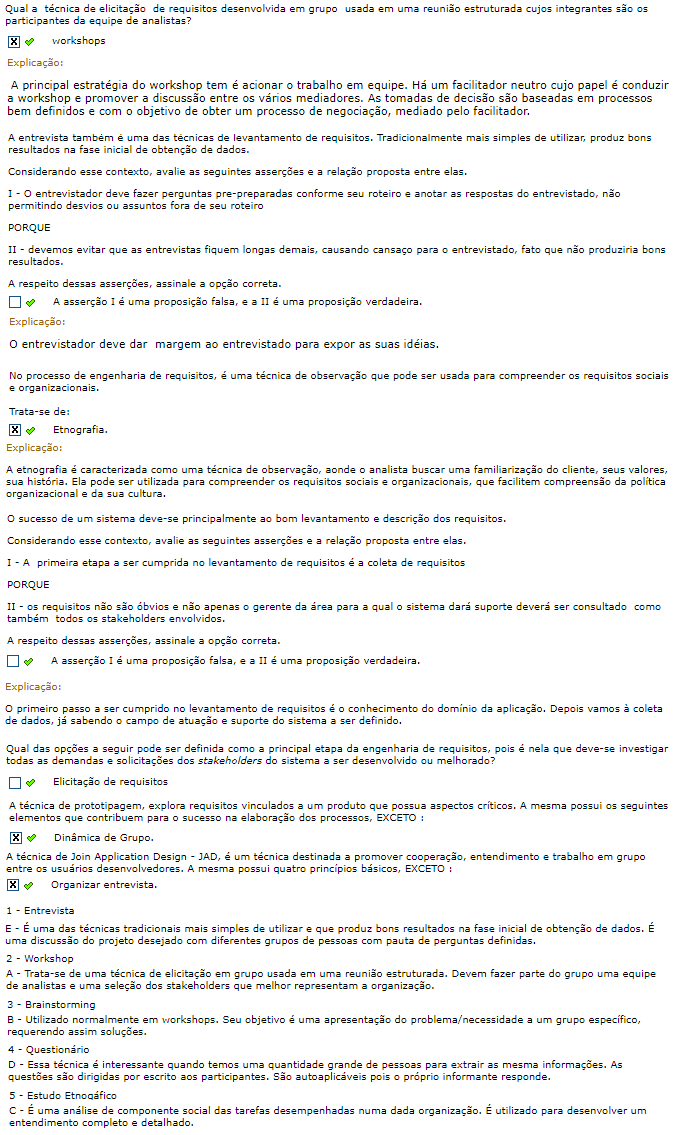 Qual a  técnica de elicitação  de requisitos desenvolvida em grupo  usada em uma reunião estruturada cujos integrantes são os
participantes da equipe de analistas?
workshops
Explicação:
A principal estratégia do workshop tem é acionar o trabalho em equipe. Há um facilitador neutro cujo papel é conduzir
a workshop e promover a discussão entre os vários mediadores. As tomadas de decisão são baseadas em processos
bem definidos e com o objetivo de obter um processo de negociação, mediado pelo facilitador.
A entrevista também é uma das técnicas de levantamento de requisitos. Tradicionalmente mais simples de utilizar, produz bons
resultados na fase inicial de obtenção de dados.
Considerando esse contexto, avalie as seguintes asserções e a relação proposta entre elas.
I - O entrevistador deve fazer perguntas pre-preparadas conforme seu roteiro e anotar as respostas do entrevistado, não
permitindo desvios ou assuntos fora de seu roteiro
PORQUE
II - devemos evitar que as entrevistas fiquem longas demais, causando cansaço para o entrevistado, fato que não produziria bons
resultados.
A respeito dessas asserções, assinale a opção correta.
A asserção I é uma proposição falsa, e a II é uma proposição verdadeira.
Explicação:
O entrevistador deve dar  margem ao entrevistado para expor as suas idéias.
No processo de engenharia de requisitos, é uma técnica de observação que pode ser usada para compreender os requisitos sociais
e organizacionais.
Trata-se de:
Etnografia.
Explicação:
A etnografia é caracterizada como uma técnica de observação, aonde o analista buscar uma familiarização do cliente, seus valores,
sua história. Ela pode ser utilizada para compreender os requisitos sociais e organizacionais, que facilitem compreensão da política
organizacional e da sua cultura.
O sucesso de um sistema deve-se principalmente ao bom levantamento e descrição dos requisitos.
Considerando esse contexto, avalie as seguintes asserções e a relação proposta entre elas.
I - A  primeira etapa a ser cumprida no levantamento de requisitos é a coleta de requisitos
PORQUE
II - os requisitos não são óbvios e não apenas o gerente da área para a qual o sistema dará suporte deverá ser consultado  como
também  todos os stakeholders envolvidos.
A respeito dessas asserções, assinale a opção correta.
A asserção I é uma proposição falsa, e a II é uma proposição verdadeira.
Explicação:
O primeiro passo a ser cumprido no levantamento de requisitos é o conhecimento do domínio da aplicação. Depois vamos à coleta
de dados, já sabendo o campo de atuação e suporte do sistema a ser definido.
Qual das opções a seguir pode ser definida como a principal etapa da engenharia de requisitos, pois é nela que deve-se investigar
todas as demandas e solicitações dos stakeholders do sistema a ser desenvolvido ou melhorado?
Elicitação de requisitos
A técnica de prototipagem, explora requisitos vinculados a um produto que possua aspectos críticos. A mesma possui os seguintes
elementos que contribuem para o sucesso na elaboração dos processos, EXCETO :
Dinâmica de Grupo.
A técnica de Join Application Design - JAD, é um técnica destinada a promover cooperação, entendimento e trabalho em grupo
entre os usuários desenvolvedores. A mesma possui quatro princípios básicos, EXCETO :
Organizar entrevista.
1 - Entrevista
E - É uma das técnicas tradicionais mais simples de utilizar e que produz bons resultados na fase inicial de obtenção de dados. É
uma discussão do projeto desejado com diferentes grupos de pessoas com pauta de perguntas definidas.
2 - Workshop
A - Trata-se de uma técnica de elicitação em grupo usada em uma reunião estruturada. Devem fazer parte do grupo uma equipe
de analistas e uma seleção dos stakeholders que melhor representam a organização.
3 - Brainstorming
B - Utilizado normalmente em workshops. Seu objetivo é uma apresentação do problema/necessidade a um grupo específico,
requerendo assim soluções.
4 - Questionário
D - Essa técnica é interessante quando temos uma quantidade grande de pessoas para extrair as mesma informações. As
questões são dirigidas por escrito aos participantes. São autoaplicáveis pois o próprio informante responde.
5 - Estudo Etnogáfico
C - É uma análise de componente social das tarefas desempenhadas numa dada organização. É utilizado para desenvolver um
entendimento completo e detalhado.